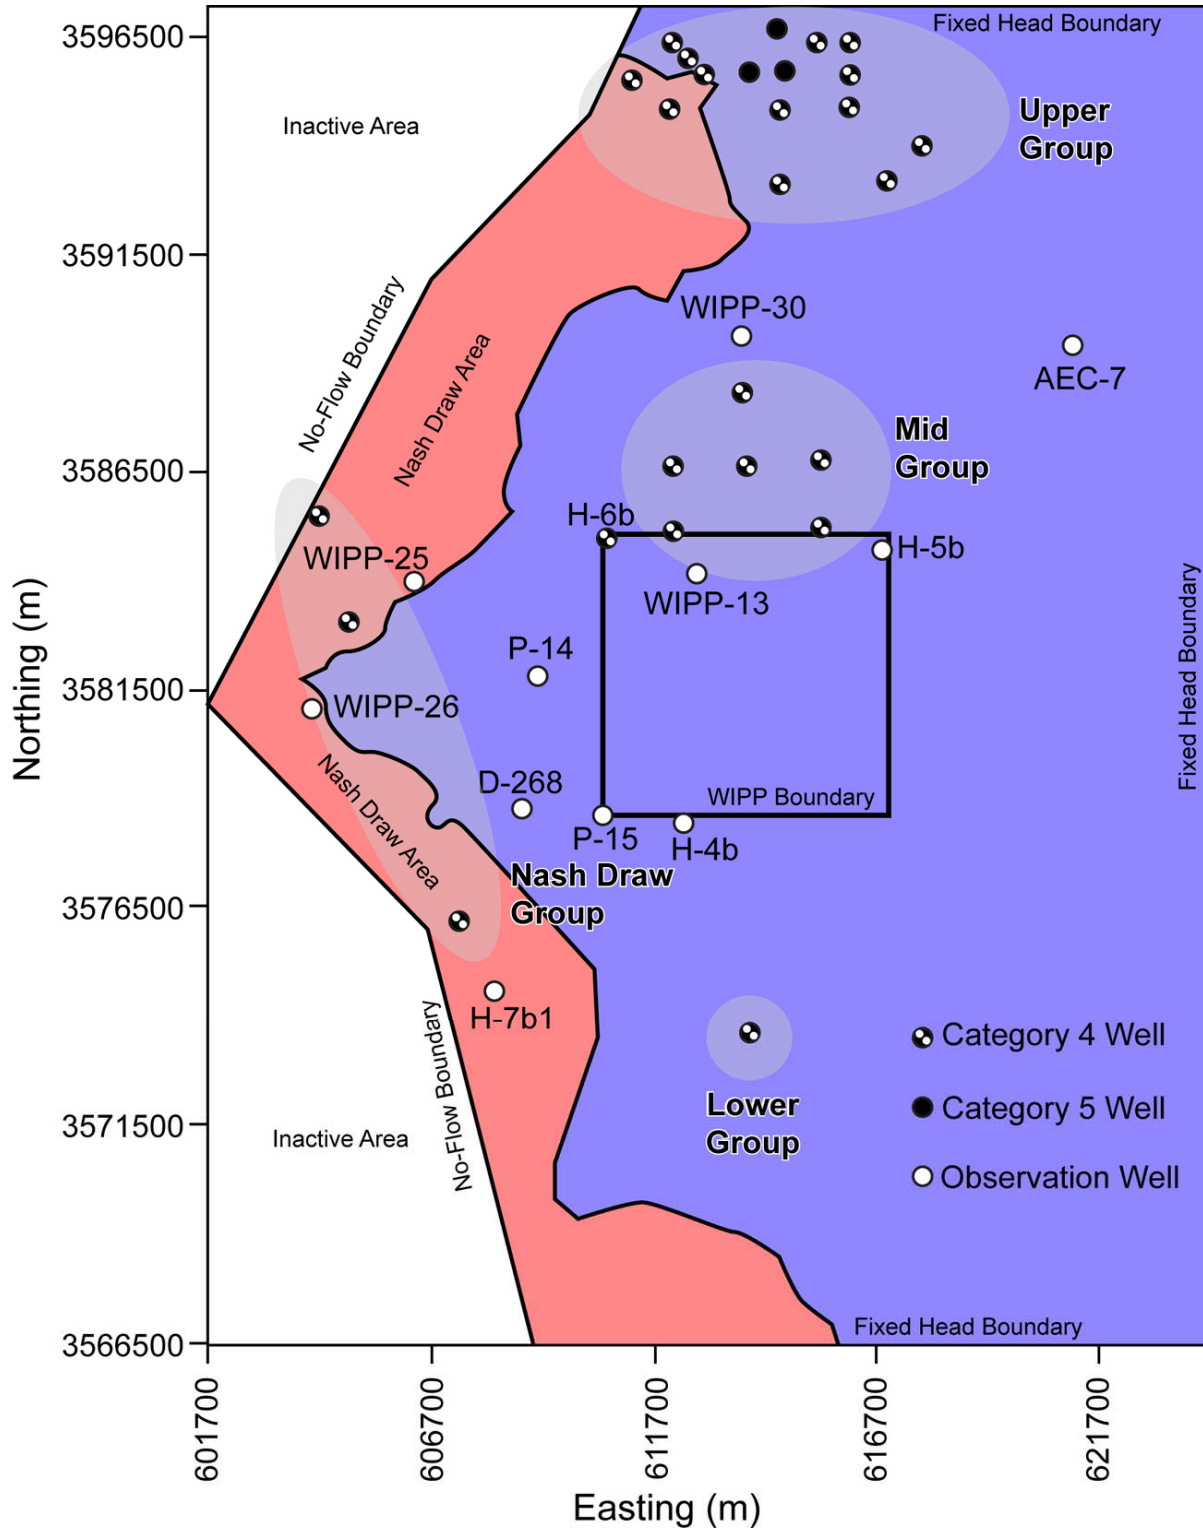 3596500
Fixed Head Boundary
Inactive Area
Upper
Group
3591500
No-Flow Boundary
Nash Draw Area
WIPP-30
AEC-7
Mid
Group
3586500
H-6b
H-5b
WIPP-25
WIPP-13
P-14
Northing (m)
3581500
WIPP-26
Fixed Head Boundary
Nash Draw Area
D-268
WIPP Boundary
P-15
H-4b
Nash Draw
Group
3576500
H-7b1
No-Flow Boundary
Category 4 Well
Lower
Group
Category 5 Well
3571500
Inactive Area
Observation Well
Fixed Head Boundary
3566500
601700
606700
611700
616700
621700
Easting (m)